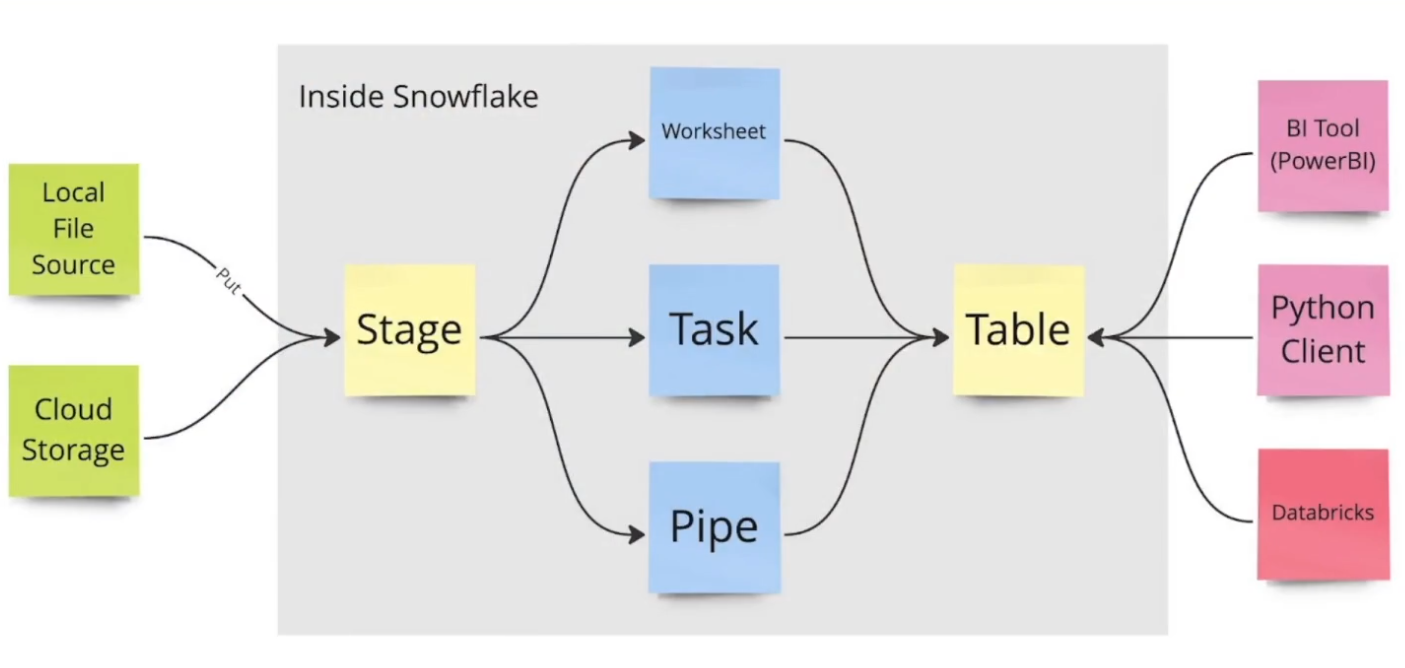 Inside Snowflake
Local
File
Source
Cloud
Storage
Put
Stage
Worksheet
Task
Pipe
Table
BI Tool
(PowerBI)
Python
Client
Databricks